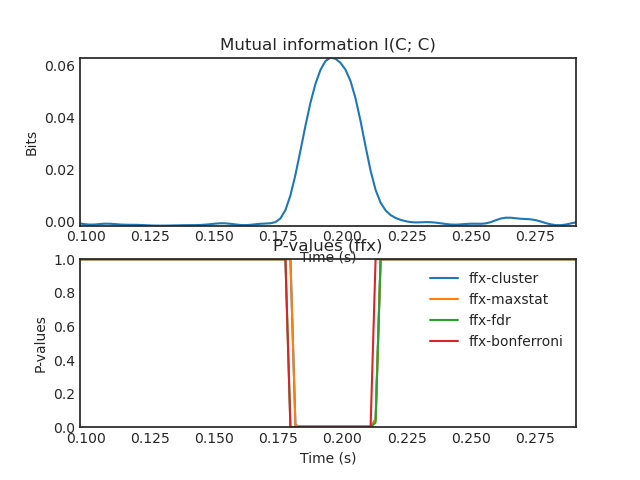 Mutual information I(C; C)
Bits
0.06
0.04
0.02
0.00
0.100 0.125 0.150 0.175 0.200 0.225 0.250 0.275
Time (s)
P-values (ffx)
P-values
1.0
0.8
0.6
0.4
0.2
0.0
ffx-cluster
ffx-maxstat
ffx-fdr
ffx-bonferroni
0.100 0.125 0.150 0.175 0.200 0.225 0.250 0.275
Time (s)